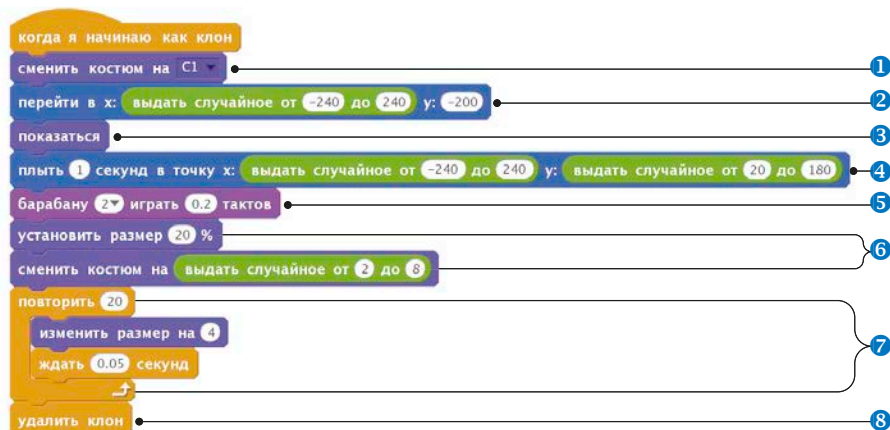 когда я начинаю как клон
сменить костюм на C1 1
перейти в x: выдать случайное от -240 до 240 y: -200 2
показаться 3
плыть 1 секунд в точку x: выдать случайное от -240 до 240 y: выдать случайное от 20 до 180 4
барабану 2 играть 0.2 тактов 5
установить размер 20 %
6
сменить костюм на выдать случайное от 2 до 8
повторить 20
изменить размер на 4
7
ждать 0.05 секунд
удалить клон 8